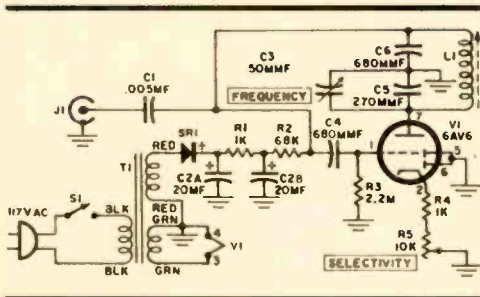 C6
680MMF
L1
C3
50MMF
C1
.005MF
C5
270MMF
J1
FREQUENCY
C4
680MMF
7
V1
6AV6
RED
SR1
+
R1
1K
R2
68K
1
5
6
T1
+
+
2
C2A
20MF
C2B
20MF
R3
2.2M
R4
1K
S1
RED
GRN
117VAC
BLK
4
V1
R5
10K
3
BLK
GRN
SELECTIVITY